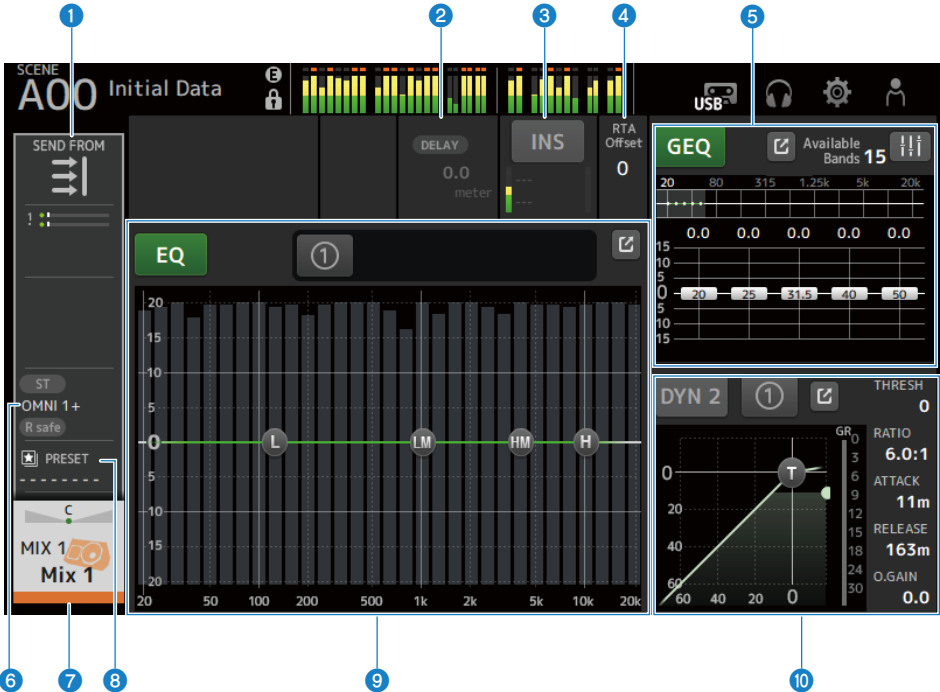 1 2 3 4 5
SCENE
A00 Initial Data E
USB
SEND FROM
1
ST
OMNI 1+
R safe
PRESET
--------
C
MIX 1
Mix 1
DELAY
0.0
meter
INS
---
---
RTA
Offset
0
GEQ
Available
Bands 15
20 80 315 1.25k 5k 20k
0.0 0.0 0.0 0.0 0.0
15
10
5
0
5
10
15
20 25 31.5 40 50
EQ 1
20
15
10
5
0
5
10
15
20
L LM HM H
20 50 100 200 500 1k 2k 5k 10k 20k
DYN 2 1
0
20
40
60
T
60 40 20 0
GR
0
3
6
9
12
15
18
24
30
THRESH
0
RATIO
6.0:1
ATTACK
11m
RELEASE
163m
O.GAIN
0.0
6 7 8 9 10